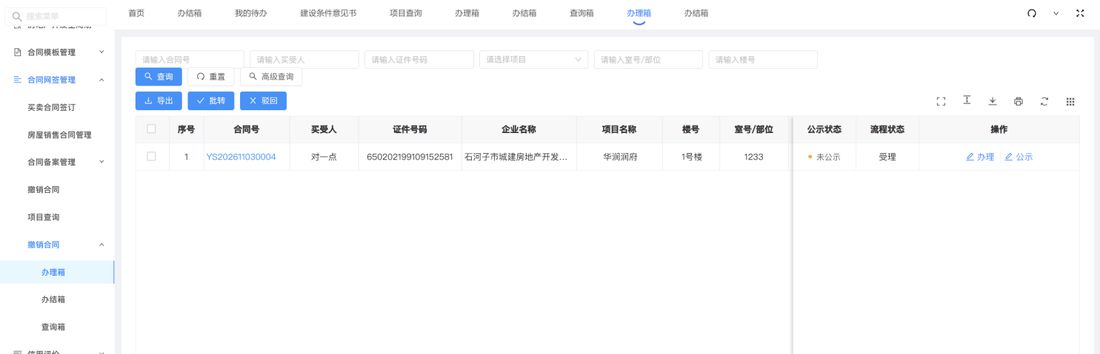 搜索菜单
首页 办结箱 我的待办 建设条件意见书 项目查询 办理箱 办结箱 查询箱 办理箱 办结箱
合同模板管理
合同网签管理
买卖合同签订
房屋销售合同管理
合同备案管理
撤销合同
项目查询
撤销合同
办理箱
办结箱
查询箱
请输入合同号 请输入买受人 请输入证件号码 请选择项目 请输入室号/部位 请输入楼号
查询 重置 高级查询
导出 批转 驳回
序号 合同号 买受人 证件号码 企业名称 项目名称 楼号 室号/部位 公示状态 流程状态 操作
1 YS202611030004 对一点 650202199109152581 石河子市城建房地产开发... 华润润府 1号楼 1233 未公示 受理 办理 公示